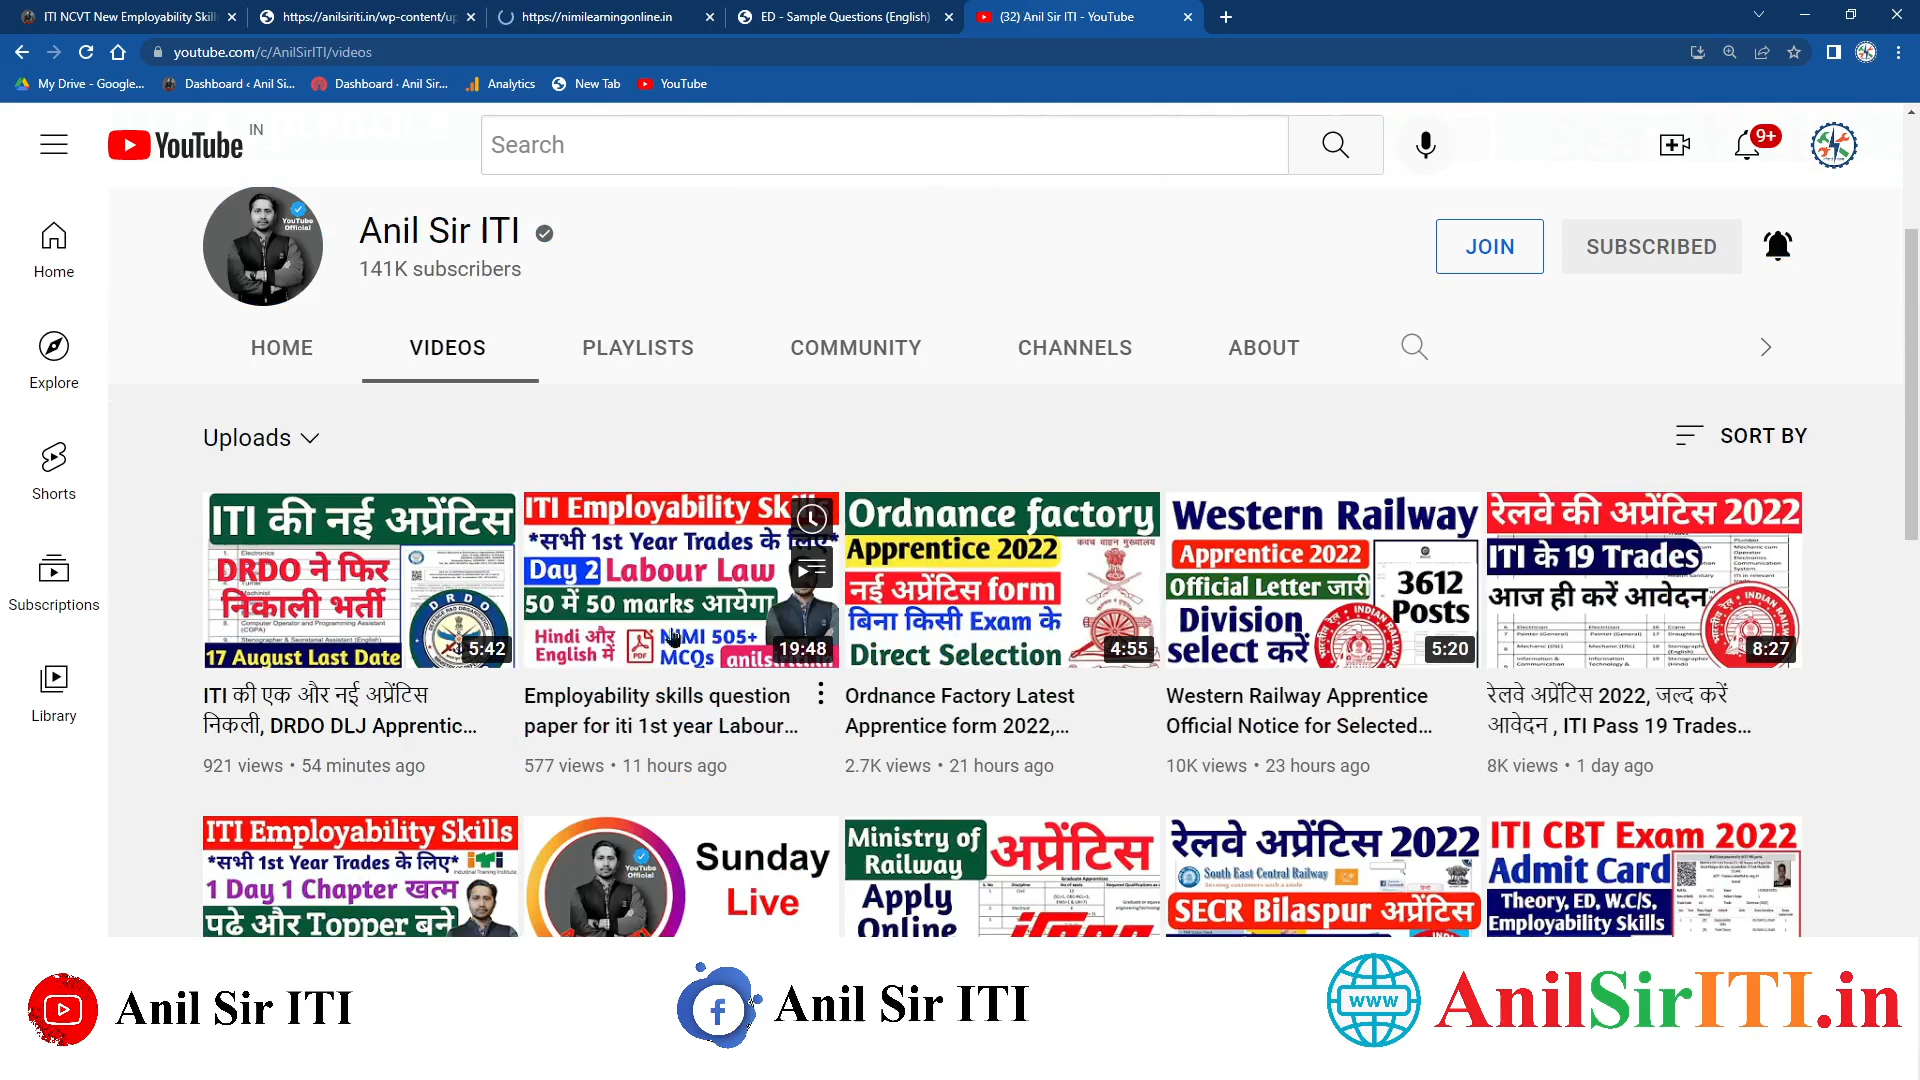 ITI NCVT New Employability Skill
https://anilsiriti.in/wp-content/up
https://nimilearningonline.in
ED - Sample Questions (English)
(32) Anil Sir ITI - YouTube
youtube.com/c/AnilSirITI/videos
My Drive - Google...
Dashboard ‹ Anil Si...
Dashboard · Anil Sir...
Analytics
New Tab
YouTube
YouTube IN
Search
9+
Home
Explore
Shorts
Subscriptions
Library
YouTube
Official
Anil Sir ITI
141K subscribers
JOIN
SUBSCRIBED
HOME
VIDEOS
PLAYLISTS
COMMUNITY
CHANNELS
ABOUT
Uploads
SORT BY
ITI की नई अप्रेंटिस
DRDO ने फिर
निकाली भर्ती
17 August Last Date
5:42
ITI Employability Sk
*सभी 1st Year Trades के लिए*
Day 2 Labour Law
50 में 50 marks आयेगा
Hindi और
English में
PDF
NIMI 505+
MCQs
19:48
Ordnance factory
Apprentice 2022
नई अप्रेंटिस form
बिना किसी Exam के
Direct Selection
4:55
Western Railway
Apprentice 2022
Official Letter जारी
Division
select करें
3612
Posts
5:20
रेलवे की अप्रेंटिस 2022
ITI के 19 Trades
आज ही करें आवेदन
8:27
ITI की एक और नई अप्रेंटिस
निकली, DRDO DLJ Apprentic...
921 views • 54 minutes ago
Employability skills question
paper for iti 1st year Labour...
577 views • 11 hours ago
Ordnance Factory Latest
Apprentice form 2022,...
2.7K views • 21 hours ago
Western Railway Apprentice
Official Notice for Selected...
10K views • 23 hours ago
रेलवे अप्रेंटिस 2022, जल्द करें
आवेदन , ITI Pass 19 Trades...
8K views • 1 day ago
ITI Employability Skills
*सभी 1st Year Trades के लिए*
1 Day 1 Chapter खत्म
पढे और Topper बने
YouTube
Official
Sunday
Live
Ministry of
Railway
अप्रेंटिस
Apply
Online
रेलवे अप्रेंटिस 2022
South East Central Railway
SECR Bilaspur अप्रेंटिस
ITI CBT Exam 2022
Admit Card
Theory, ED, W.C/S,
Employability Skills
Anil Sir ITI
Anil Sir ITI
www
AnilSirITI.in